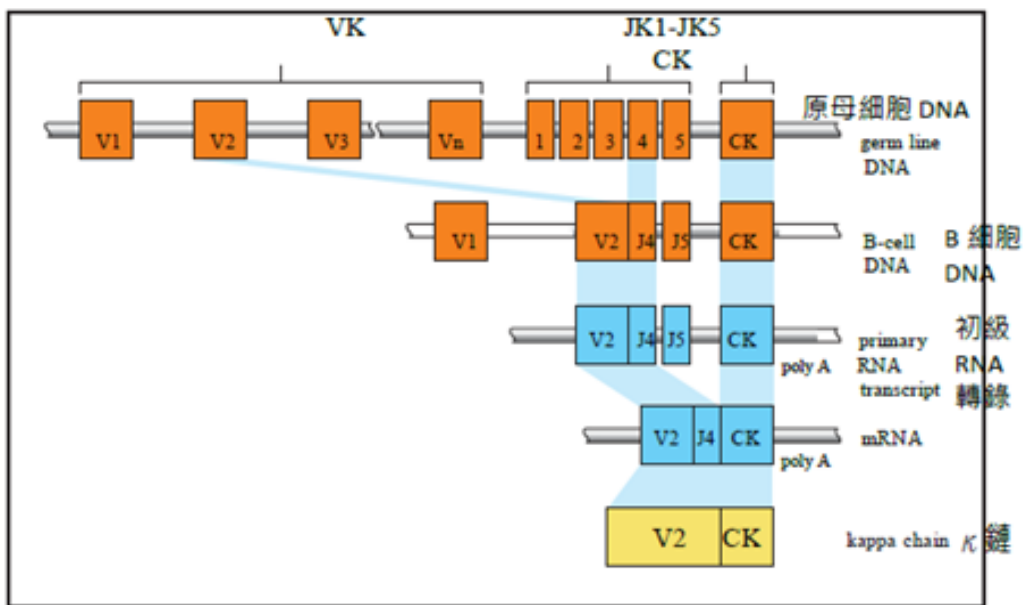 VK
JK1-JK5
CK
V1 V2 V3 Vn 1 2 3 4 5 CK
原母細胞 DNA
germ line
DNA
V1 V2 J4 J5 CK
B-cell
DNA
B 細胞
DNA
V2 J4 J5 CK
poly A
primary
RNA
transcript
初級
RNA
轉錄
V2 J4 CK
poly A
mRNA
V2 CK
kappa chain κ 鏈